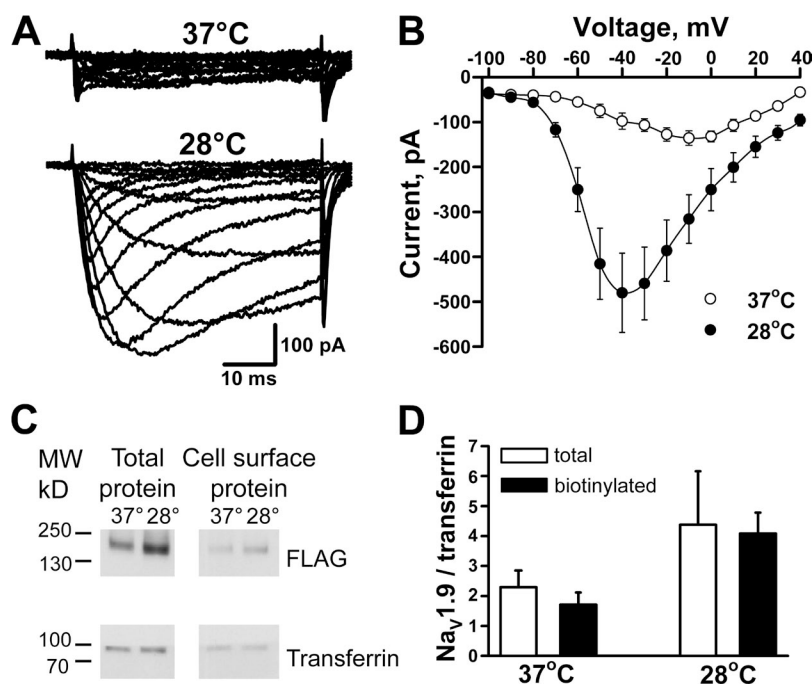 A
37°C
28°C
100 pA
10 ms
B
Voltage, mV
-100 -80 -60 -40 -20 0 20 40
0
-100
-200
-300
-400
-500
-600
Current, pA
37°C
28°C
C
MW
kD
Total
protein
Cell surface
protein
37° 28°
37° 28°
250
130
FLAG
100
70
Transferrin
D
7
6
5
4
3
2
1
0
NaV1.9 / transferrin
total
biotinylated
37°C
28°C